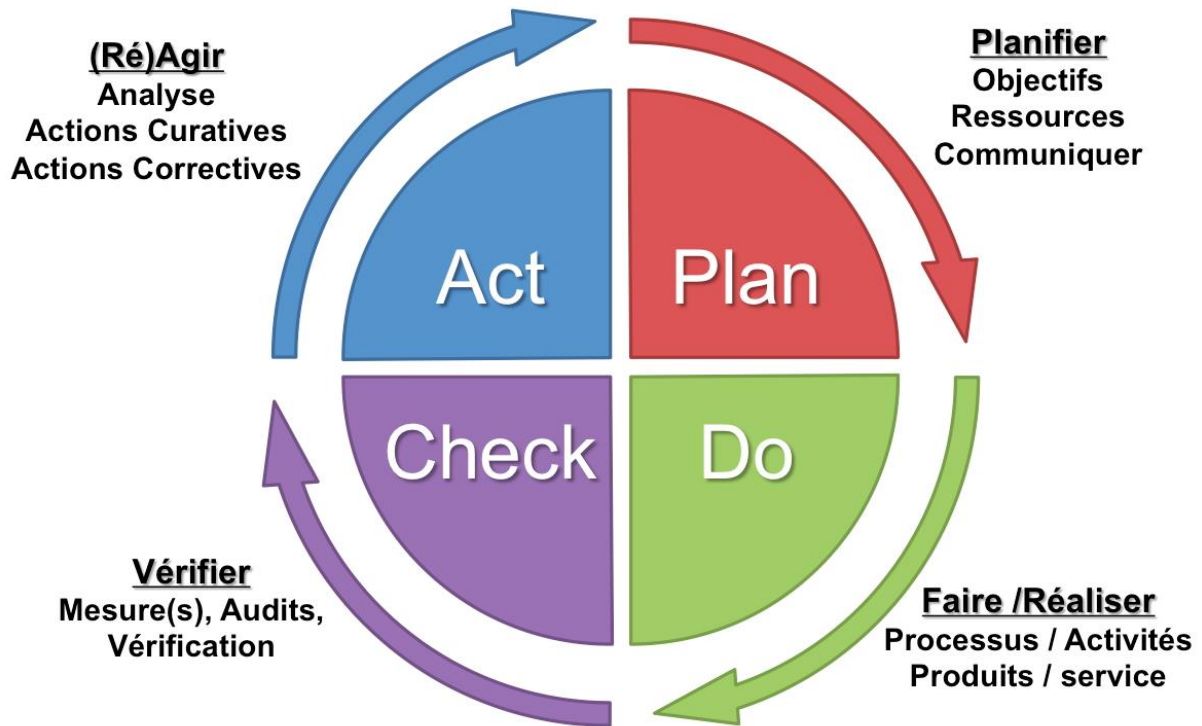 (Ré)Agir
Analyse
Actions Curatives
Actions Correctives
Planifier
Objectifs
Ressources
Communiquer
Act
Plan
Check
Do
Vérifier
Mesure(s), Audits,
Vérification
Faire /Réaliser
Processus / Activités
Produits / service